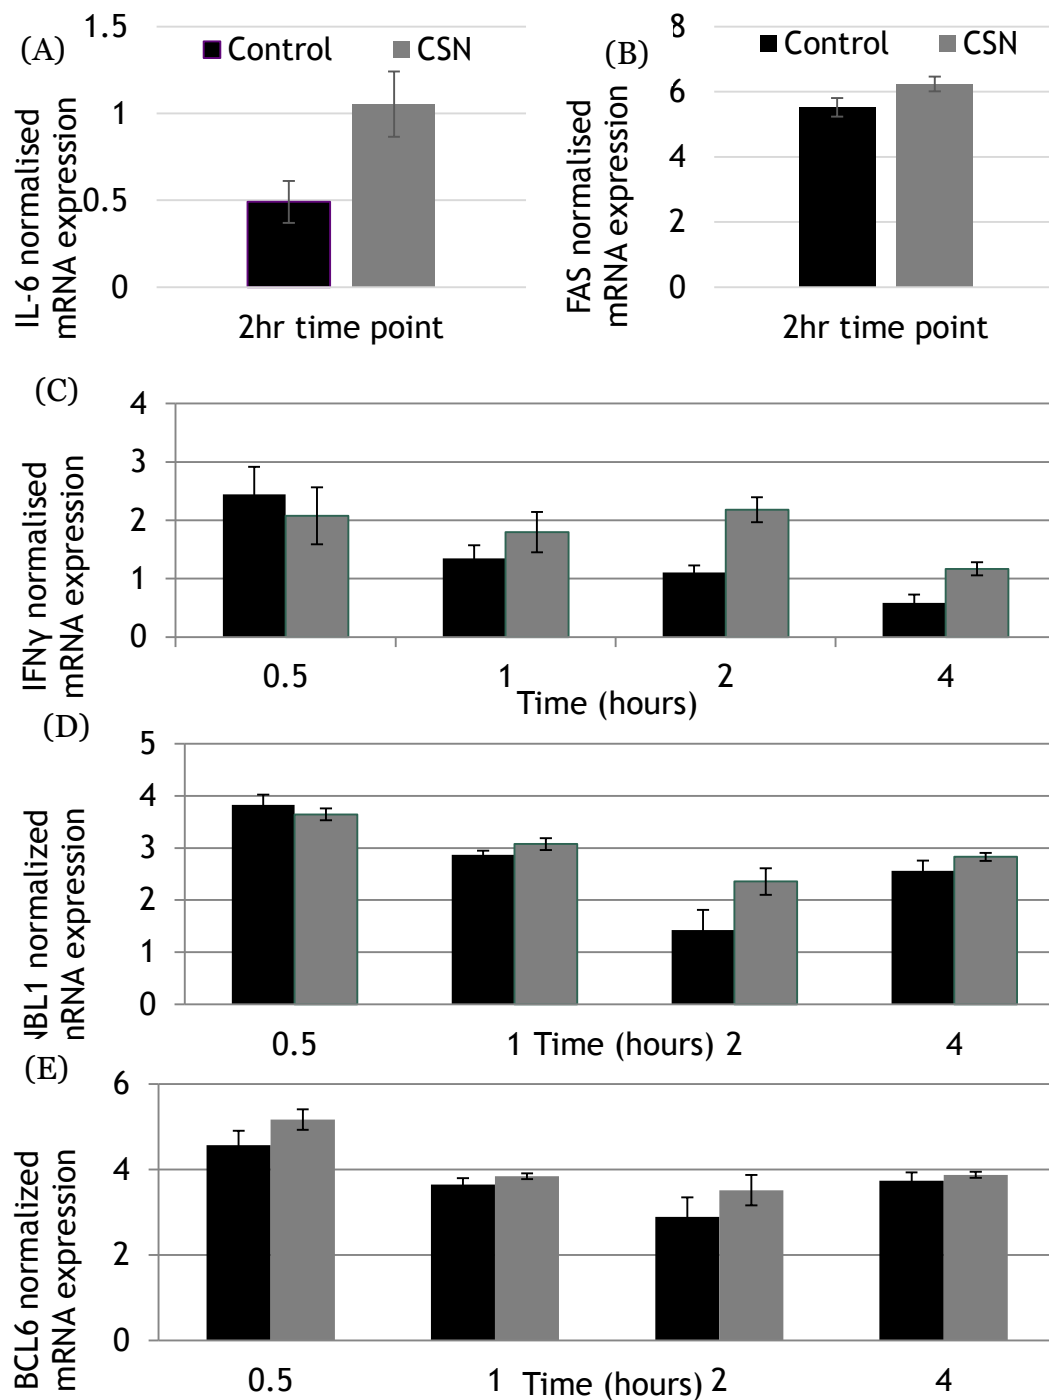 (A)
IL-6 normalised
mRNA expression
1.5
1
0.5
0
Control
CSN
2hr time point
(B)
FAS normalised
mRNA expression
8
6
4
2
0
Control
CSN
2hr time point
(C)
IFNγ normalised
mRNA expression
4
3
2
1
0
0.5 1 2 4
Time (hours)
(D)
NBL1 normalized
mRNA expression
5
4
3
2
1
0
0.5 1 Time (hours) 2 4
(E)
BCL6 normalized
mRNA expression
6
4
2
0
0.5 1 Time (hours) 2 4